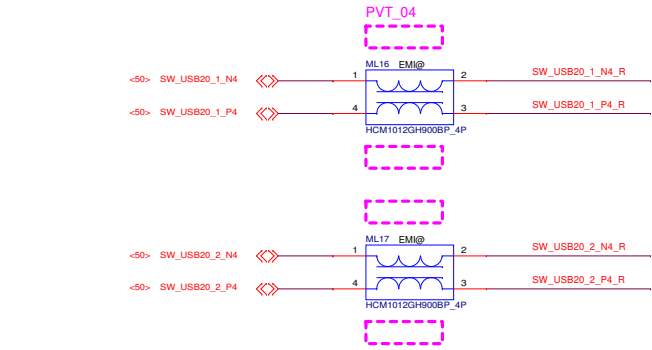 PVT_04
ML16 EMI@
<50> SW_USB20_1_N4 1 2 SW_USB20_1_N4_R
<50> SW_USB20_1_P4 4 3 SW_USB20_1_P4_R
HCM1012GH900BP_4P
ML17 EMI@
<50> SW_USB20_2_N4 1 2 SW_USB20_2_N4_R
<50> SW_USB20_2_P4 4 3 SW_USB20_2_P4_R
HCM1012GH900BP_4P